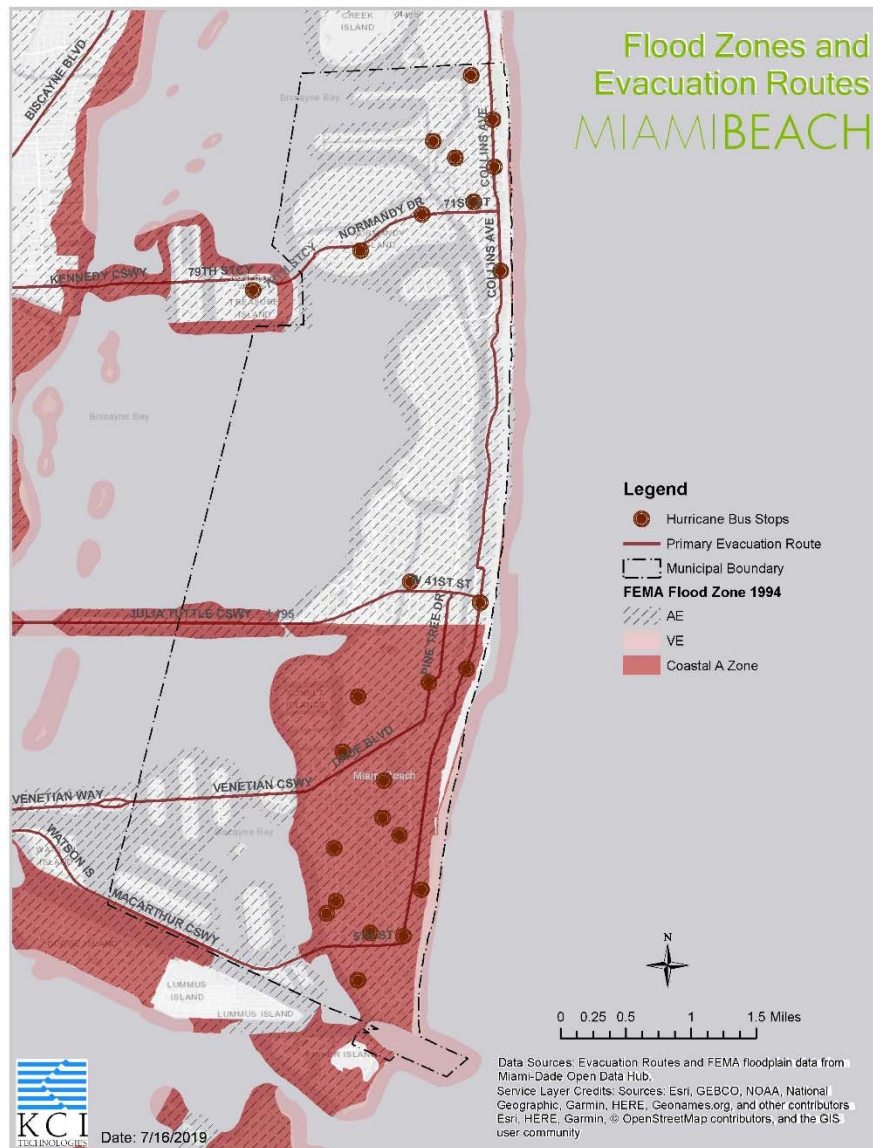 Flood Zones and
Evacuation Routes
MIAMIBEACH
CREEK
ISLAND
BISCAYNE BLVD
Biscayne Bay
COLLINS AVE
71ST ST
NORMANDY DR
ISLAND
COLLINS AVE
79TH STCY
KENNEDY CSWY
TREASURE
ISLAND
Biscayne Bay
Legend
Hurricane Bus Stops
Primary Evacuation Route
Municipal Boundary
FEMA Flood Zone 1994
AE
VE
Coastal A Zone
41ST ST
JULIA TUTTLE CSWY
PINE TREE DR
DADE BLVD
Miami Beach
VENETIAN WAY
VENETIAN CSWY
Biscayne Bay
WATSON IS
MACARTHUR CSWY
LUMMUS
ISLAND
LUMMUS ISLAND
N
0 0.25 0.5 1 1.5 Miles
Data Sources: Evacuation Routes and FEMA floodplain data from
Miami-Dade Open Data Hub.
Service Layer Credits: Sources: Esri, GEBCO, NOAA, National
Geographic, Garmin, HERE, Geonames.org, and other contributors
Esri, HERE, Garmin, © OpenStreetMap contributors, and the GIS
user community
KCI
TECHNOLOGIES
Date: 7/16/2019